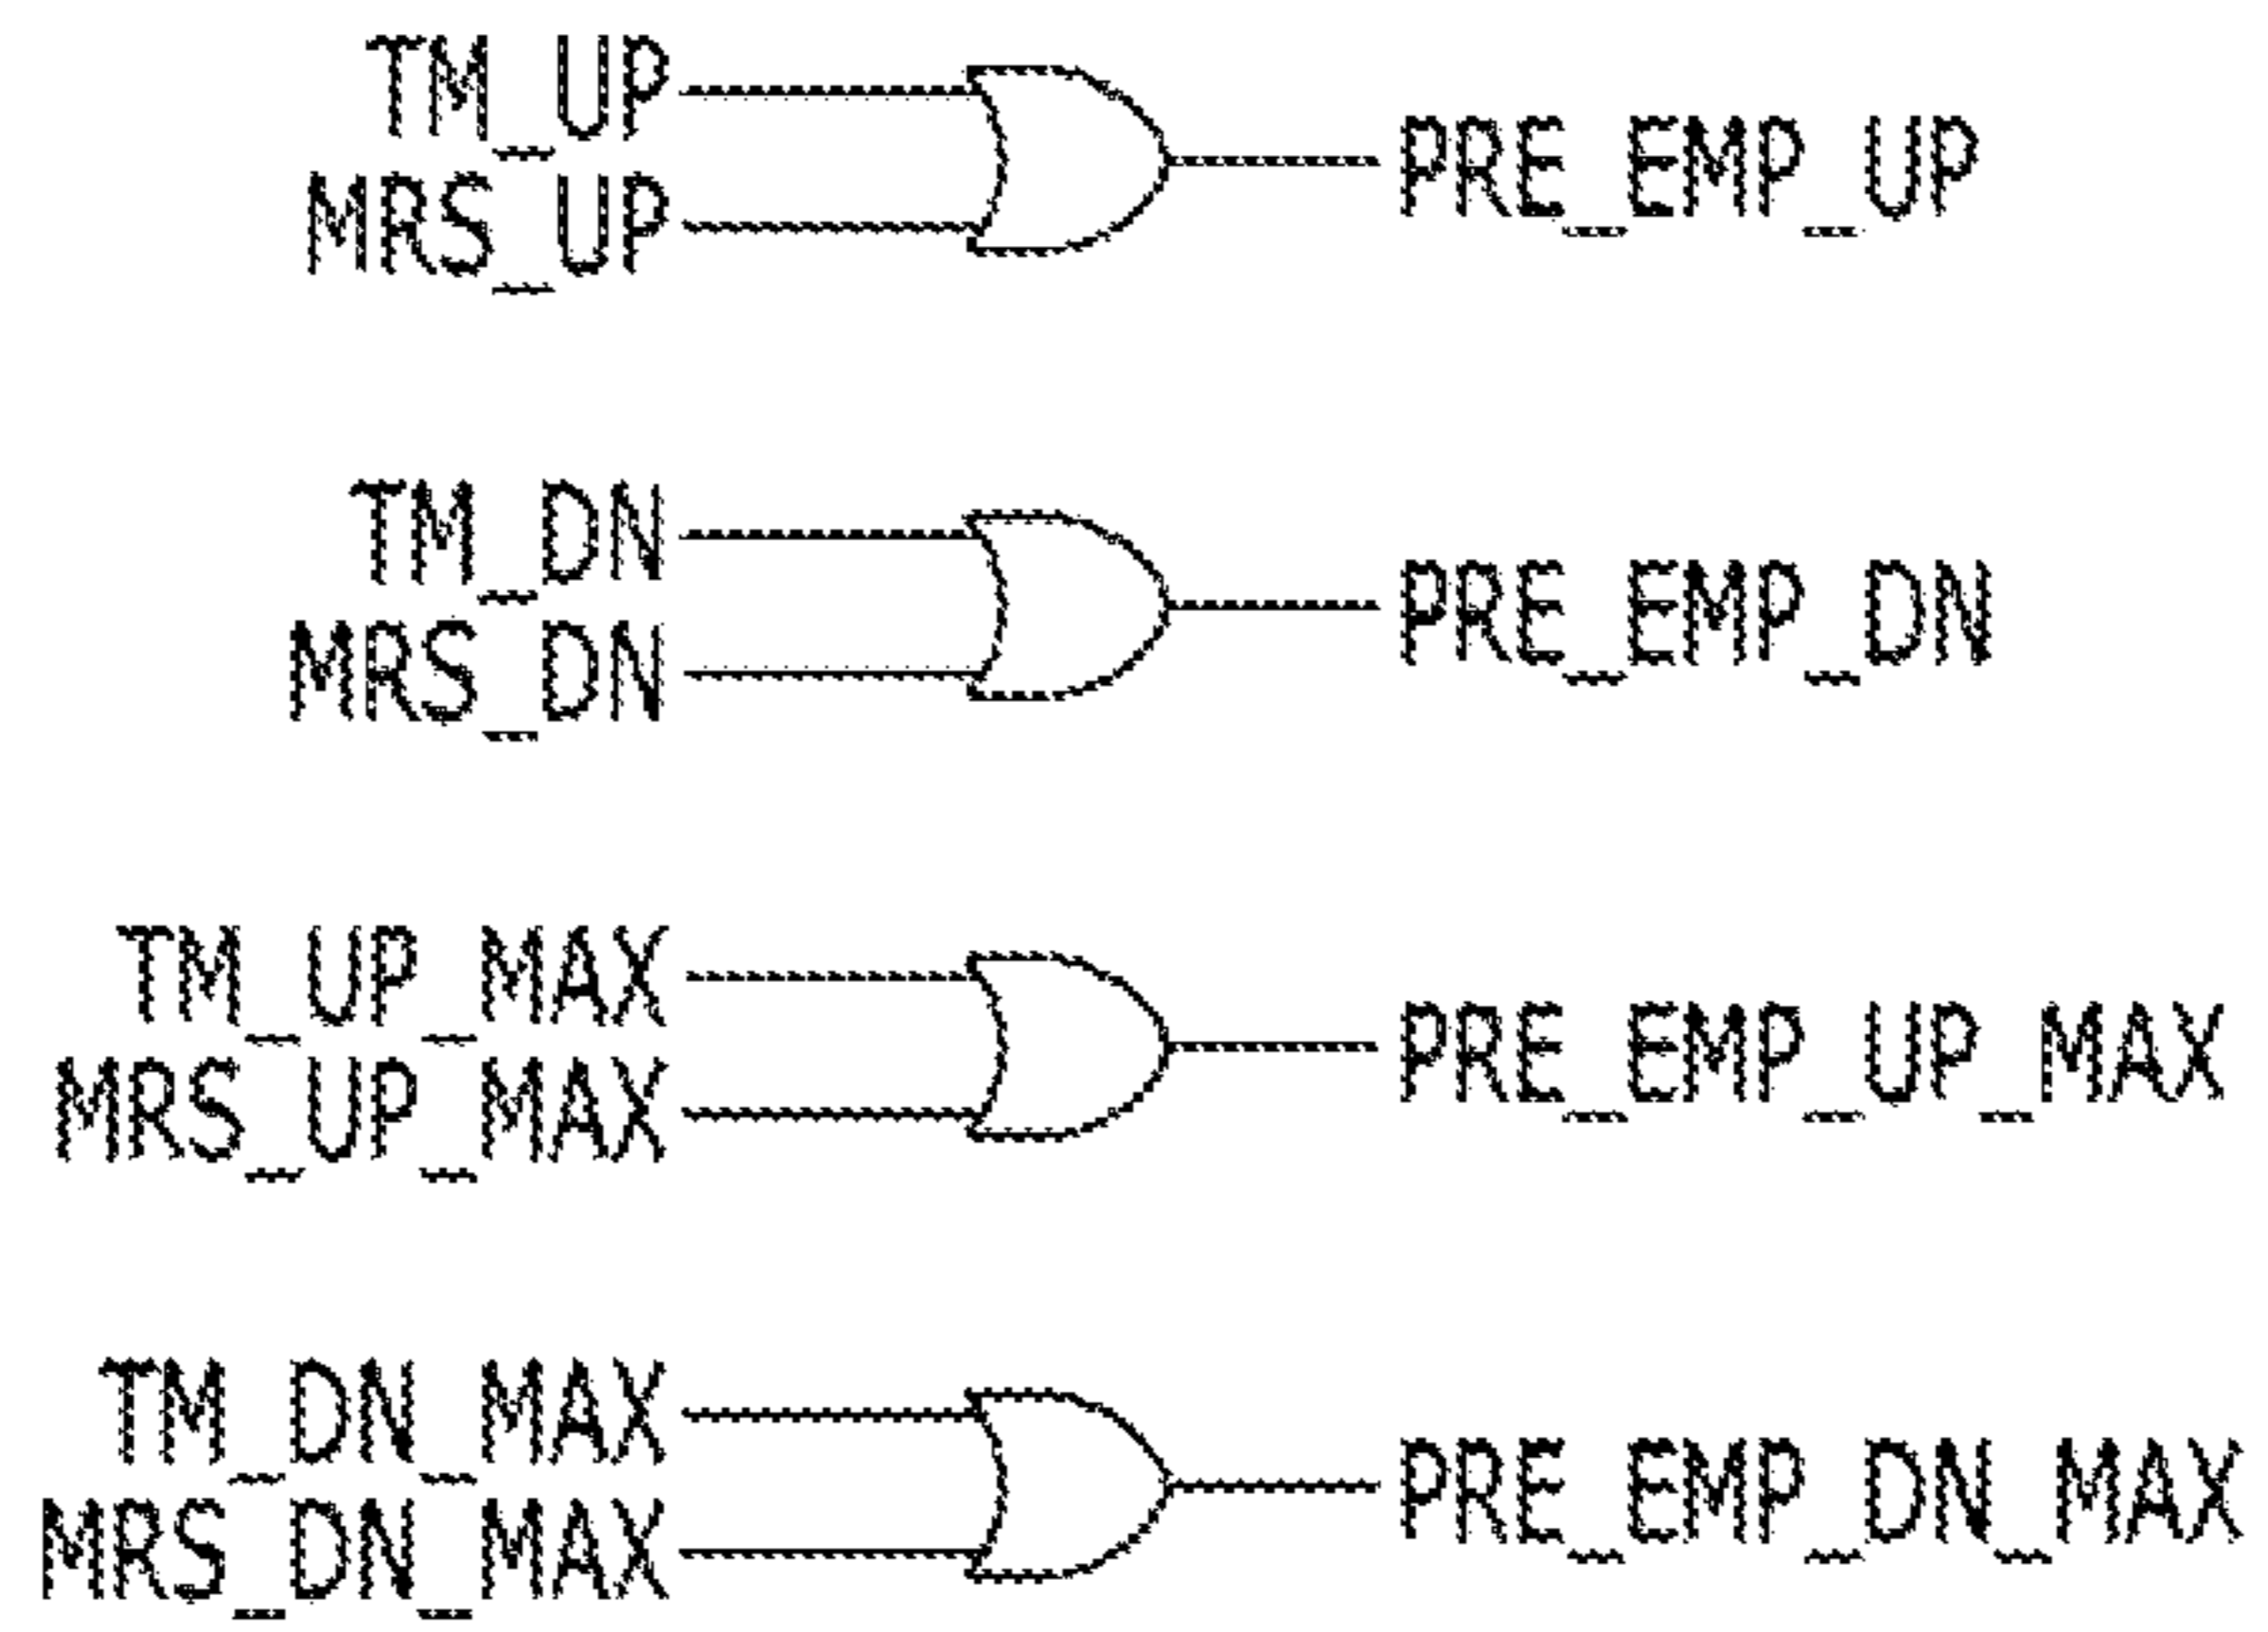 TM_UP
MRS_UP
PRE_EMP_UP
TM_DN
MRS_DN
PRE_EMP_DN
TM_UP_MAX
MRS_UP_MAX
PRE_EMP_UP_MAX
TM_DN_MAX
MRS_DN_MAX
PRE_EMP_DN_MAX